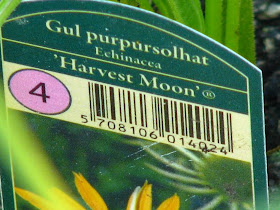 Gul purpursolhat
Echinacea
'Harvest Moon'®
4
5 708106 014024